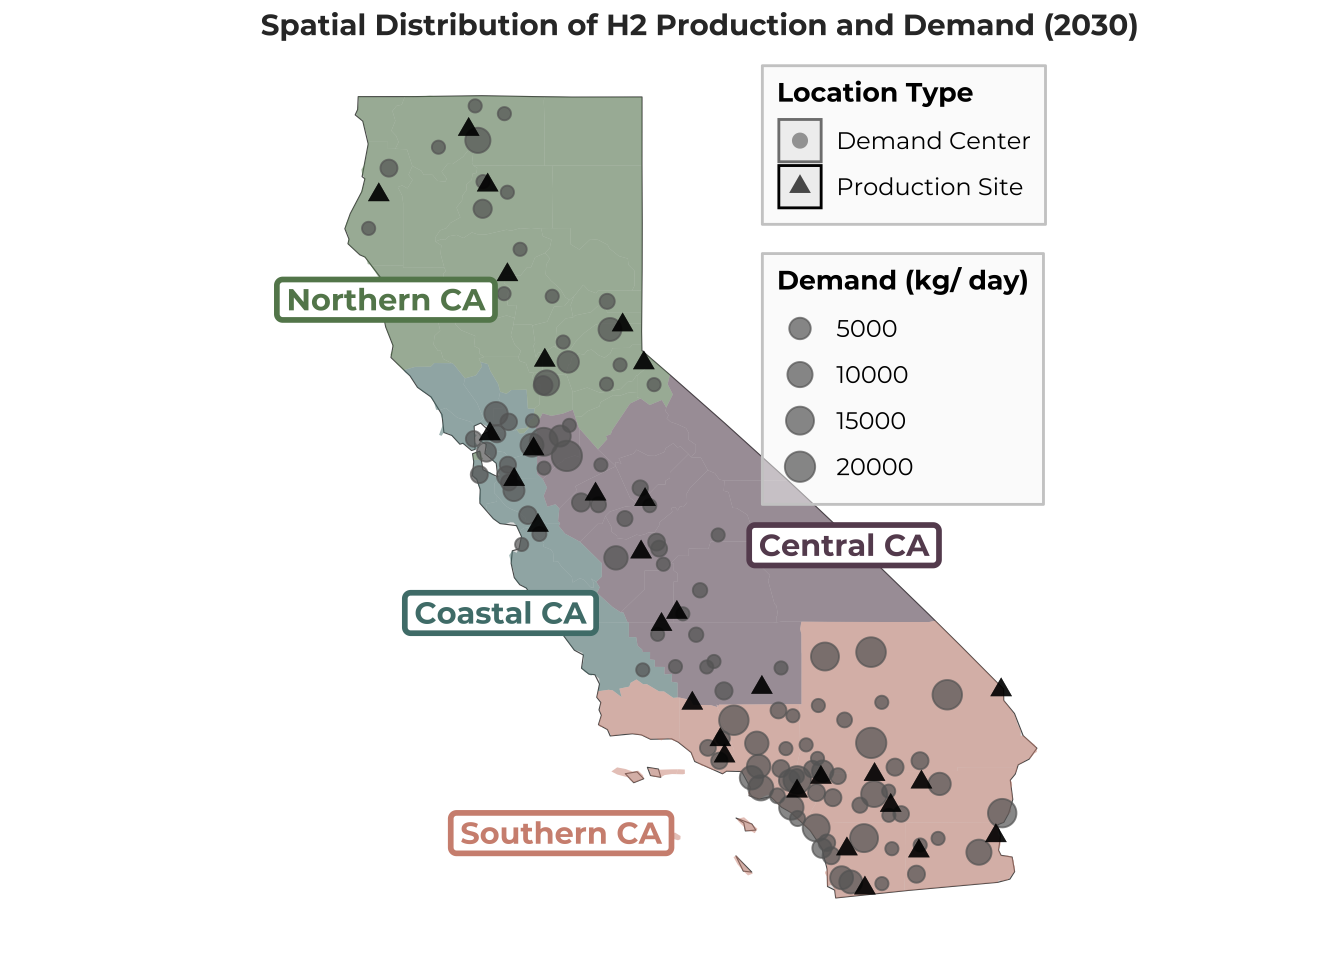 Spatial Distribution of H2 Production and Demand (2030)
Location Type
Demand Center
Production Site
Demand (kg/ day)
5000
10000
15000
20000
Northern CA
Central CA
Coastal CA
Southern CA